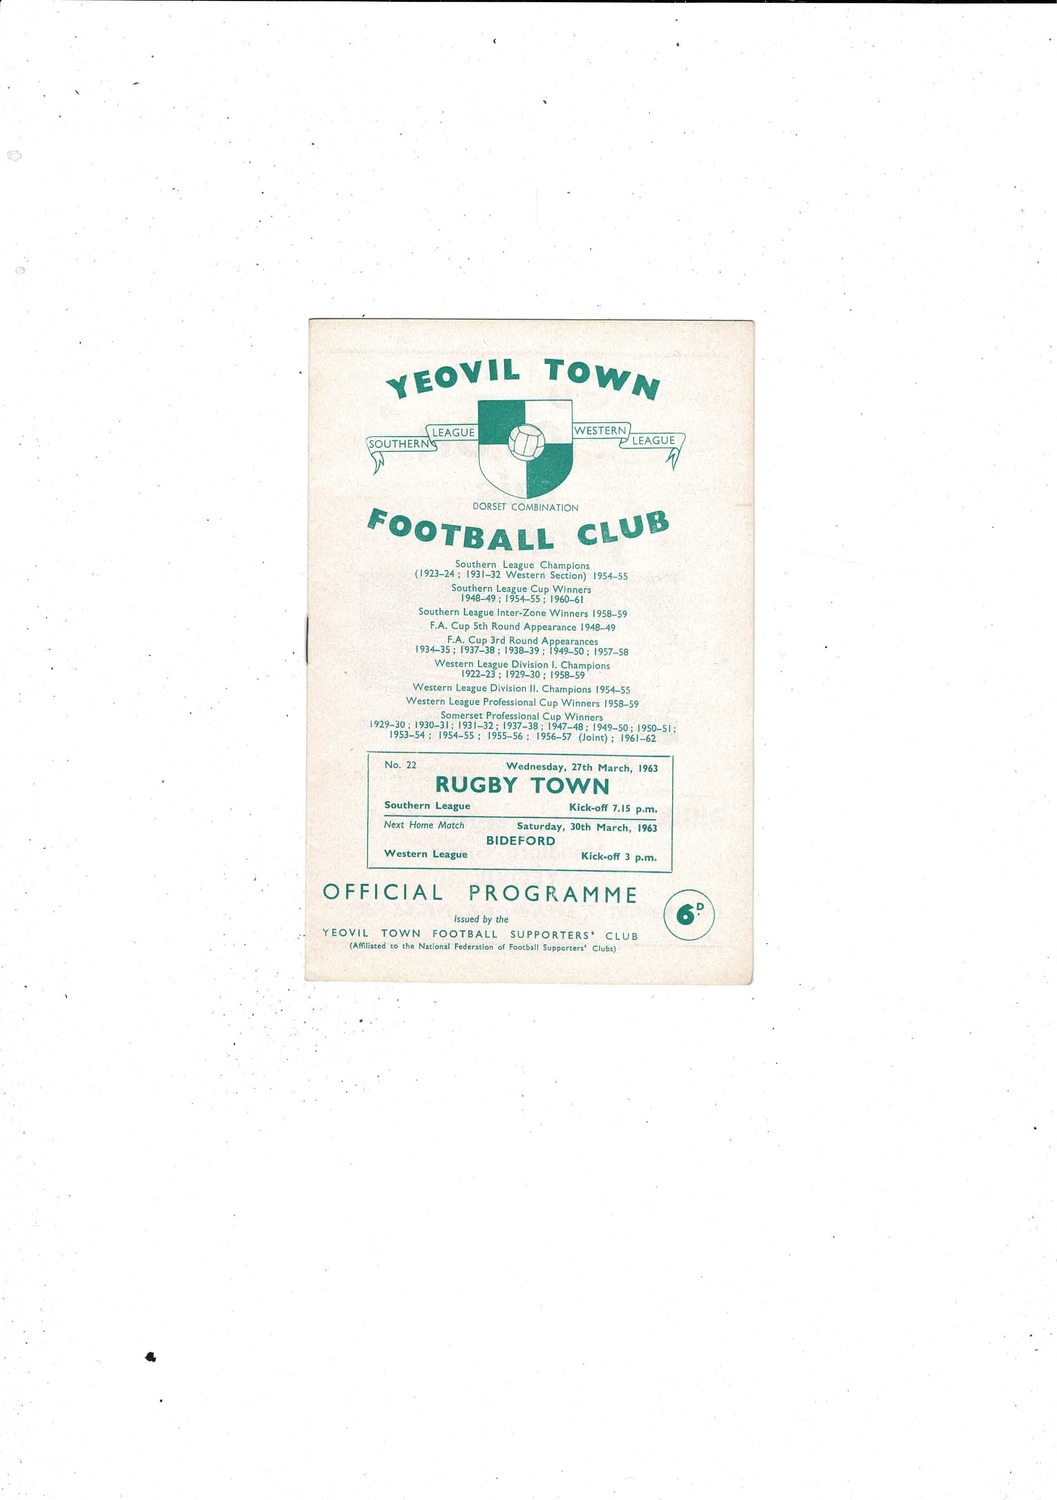 YEOVIL TOWN
SOUTHERN LEAGUE WESTERN LEAGUE
DORSET COMBINATION
FOOTBALL CLUB
Southern League Champions
(1923–24 ; 1931–32 Western Section) 1954–55
Southern League Cup Winners
1948–49 ; 1954–55 ; 1960–61
Southern League Inter-Zone Winners 1958–59
F.A. Cup 5th Round Appearance 1948–49
F.A. Cup 3rd Round Appearances
1934–35 ; 1937–38 ; 1938–39 ; 1949–50 ; 1957–58
Western League Division I. Champions
1922–23 ; 1929–30 ; 1958–59
Western League Division II. Champions 1954–55
Western League Professional Cup Winners 1958–59
Somerset Professional Cup Winners
1929–30 ; 1930–31 ; 1931–32 ; 1937–38 ; 1947–48 ; 1949–50 ; 1950–51 ;
1953–54 ; 1954–55 ; 1955–56 ; 1956–57 (Joint) ; 1961–62
No. 22 Wednesday, 27th March, 1963
RUGBY TOWN
Southern League Kick-off 7.15 p.m.
Next Home Match Saturday, 30th March, 1963
BIDEFORD
Western League Kick-off 3 p.m.
OFFICIAL PROGRAMME
6D.
Issued by the
YEOVIL TOWN FOOTBALL SUPPORTERS' CLUB
(Affiliated to the National Federation of Football Supporters' Clubs)